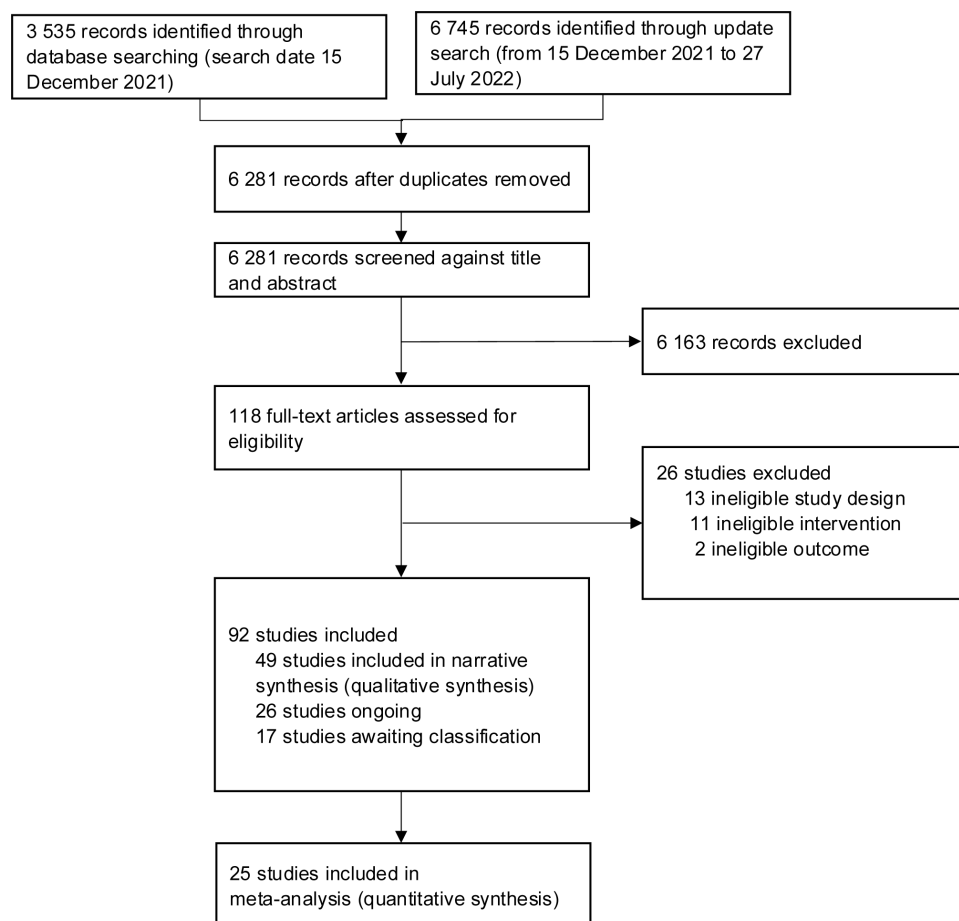 3 535 records identified through
database searching (search date 15
December 2021)
6 745 records identified through update
search (from 15 December 2021 to 27
July 2022)
6 281 records after duplicates removed
6 281 records screened against title
and abstract
6 163 records excluded
118 full-text articles assessed for
eligibility
26 studies excluded
13 ineligible study design
11 ineligible intervention
2 ineligible outcome
92 studies included
49 studies included in narrative
synthesis (qualitative synthesis)
26 studies ongoing
17 studies awaiting classification
25 studies included in
meta-analysis (quantitative synthesis)